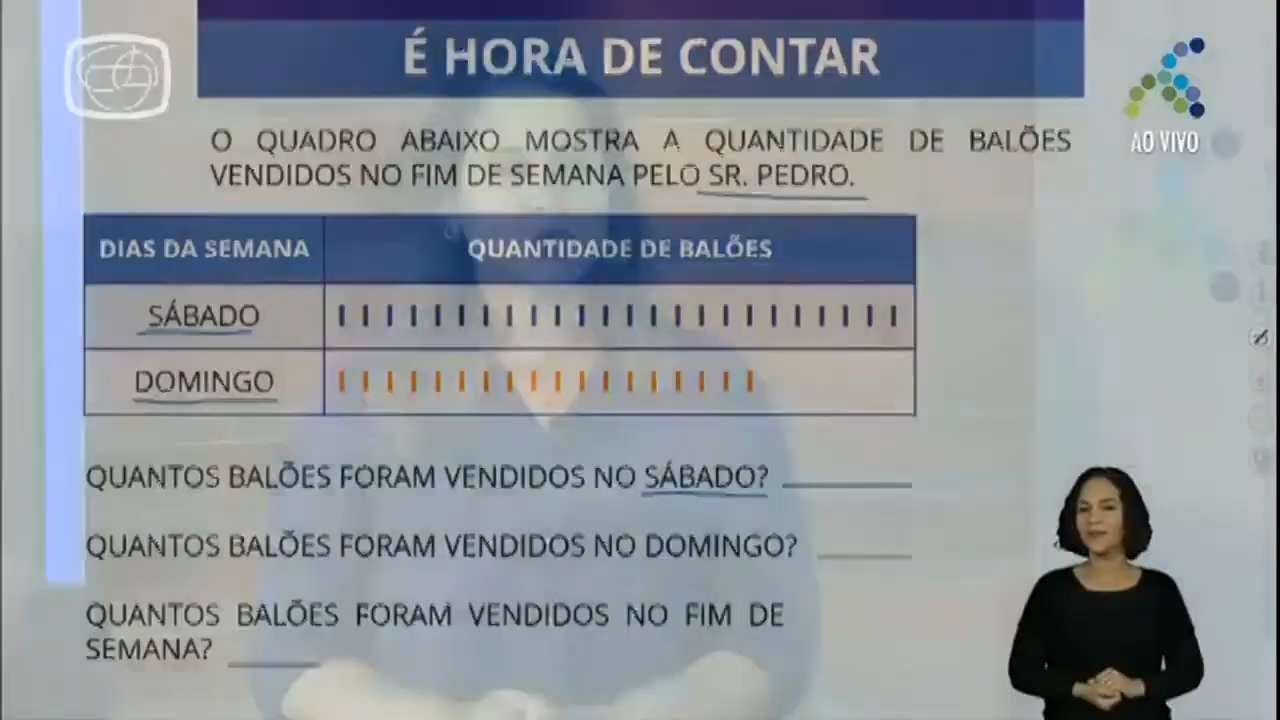 É HORA DE CONTAR
AO VIVO
O QUADRO ABAIXO MOSTRA A QUANTIDADE DE BALÕES
VENDIDOS NO FIM DE SEMANA PELO SR. PEDRO.
DIAS DA SEMANA QUANTIDADE DE BALÕES
SÁBADO
DOMINGO
QUANTOS BALÕES FORAM VENDIDOS NO SÁBADO?
QUANTOS BALÕES FORAM VENDIDOS NO DOMINGO?
QUANTOS BALÕES FORAM VENDIDOS NO FIM DE
SEMANA?